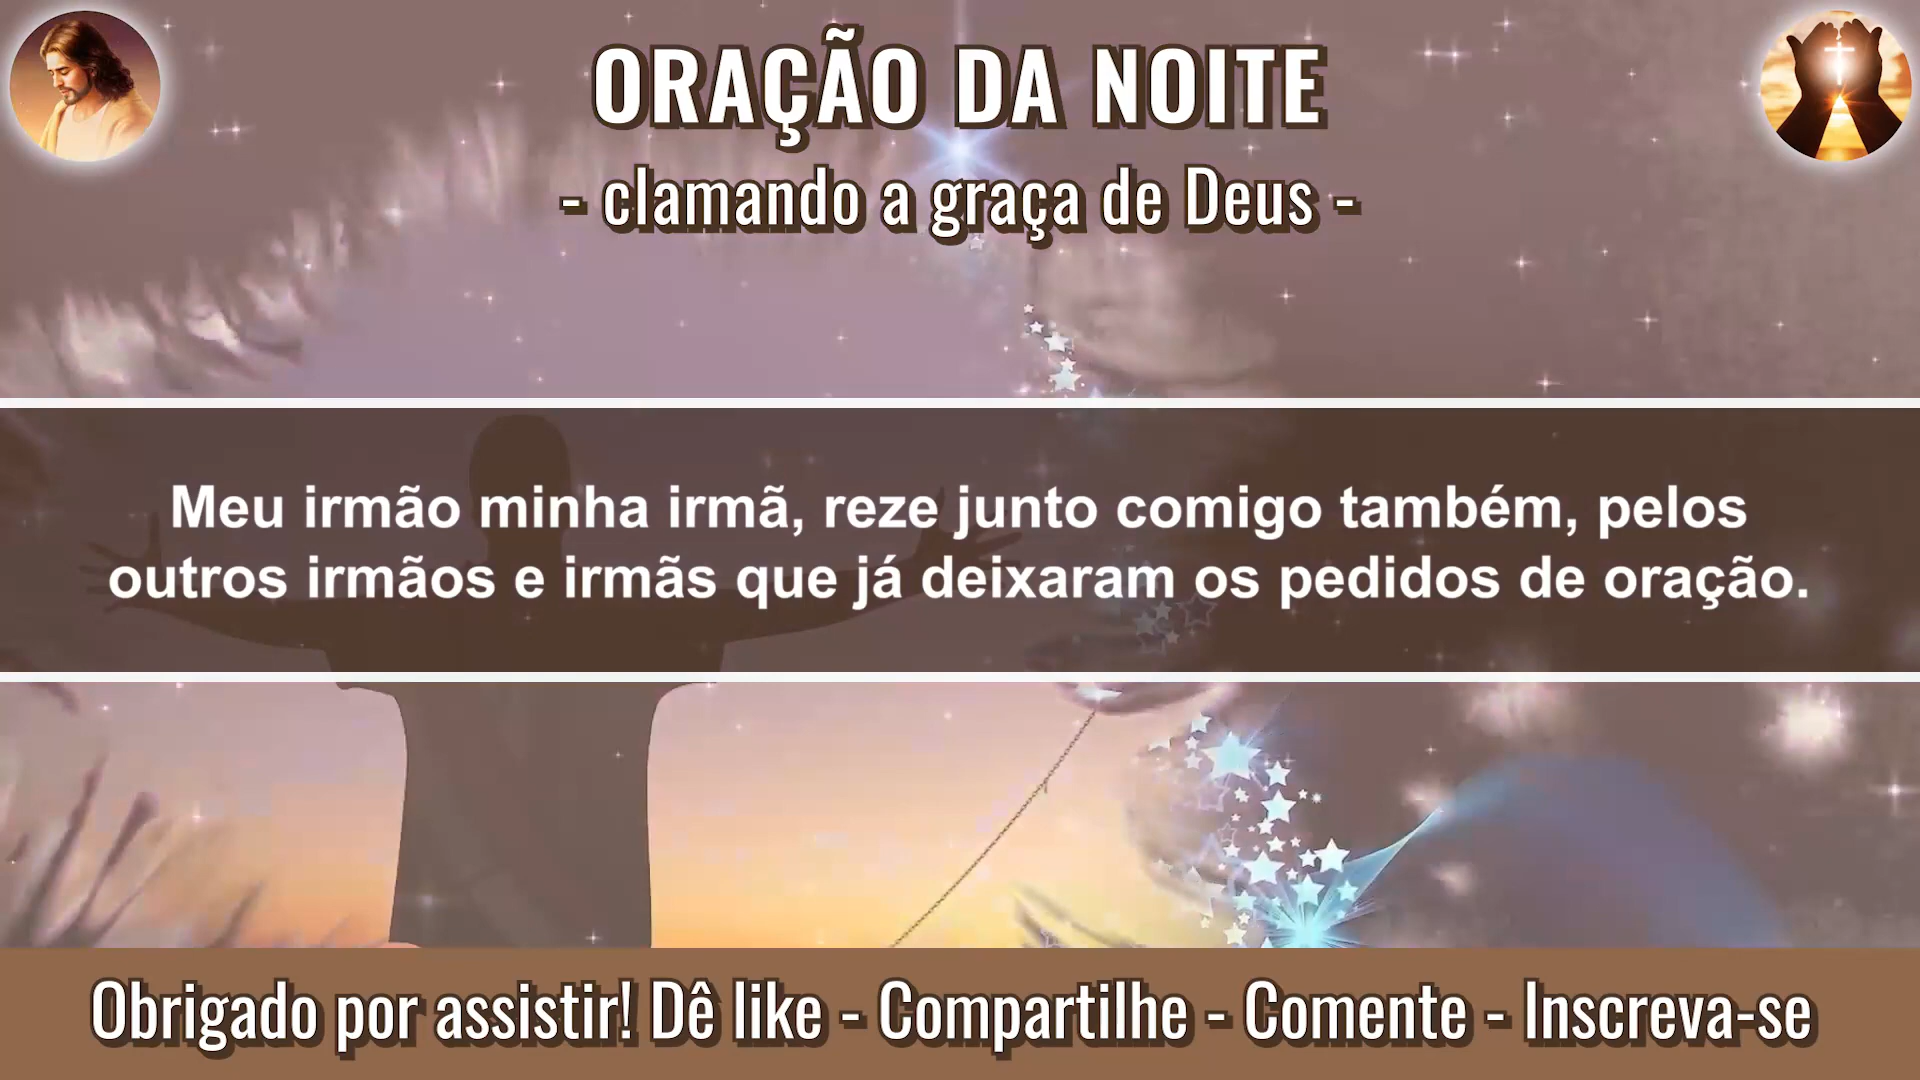 ORAÇÃO DA NOITE
- clamando a graça de Deus -
Meu irmão minha irmã, reze junto comigo também, pelos
outros irmãos e irmãs que já deixaram os pedidos de oração.
Obrigado por assistir! Dê like - Compartilhe - Comente - Inscreva-se